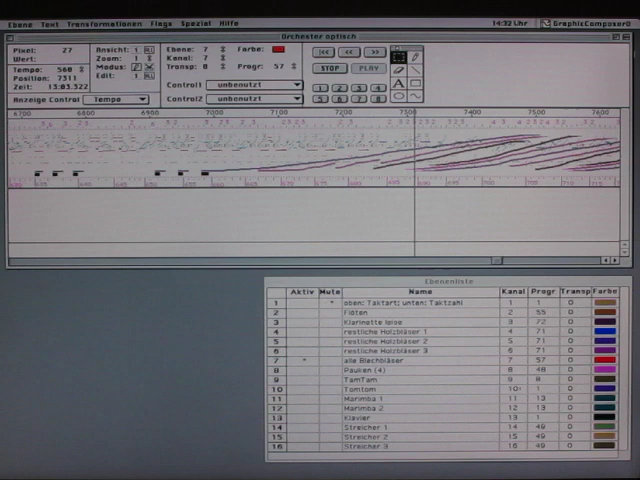 Ebene Text Transformationen Flags Spezial Hilfe 14:32 Uhr GraphicComposer
Orchester optisch
Pixel: 27 Ansicht: 1 Ebene: 7 Farbe:
Wert: Zoom: 1 Kanal: 7
Tempo: 560 Modus: Transp: 0 Progr: 57 STOP PLAY
Position: 7311 Edit: 1
Zeit: 13:03.322 Control1 unbenutzt 1 2 3 4
Anzeige Control Tempo Control2 unbenutzt 5 6 7 8
6700 6800 6900 7000 7100 7200 7300 7400 7500 7600
Ebenenliste
Aktiv Mute Name Kanal Progr Transp Farbe
1 * oben: Taktart; unten: Taktzahl 1 1 0
2 Flöten 2 55 0
3 Klarinette leise 3 72 0
4 restliche Holzbläser 1 4 71 0
5 restliche Holzbläser 2 5 71 0
6 restliche Holzbläser 3 6 71 0
7 * alle Blechbläser 7 57 0
8 Pauken (4) 8 48 0
9 TamTam 9 8 0
10 Tomtom 10 1 0
11 Marimba 1 11 13 0
12 Marimba 2 12 13 0
13 Klavier 13 1 0
14 Streicher 1 14 49 0
15 Streicher 2 15 49 0
16 Streicher 3 16 49 0